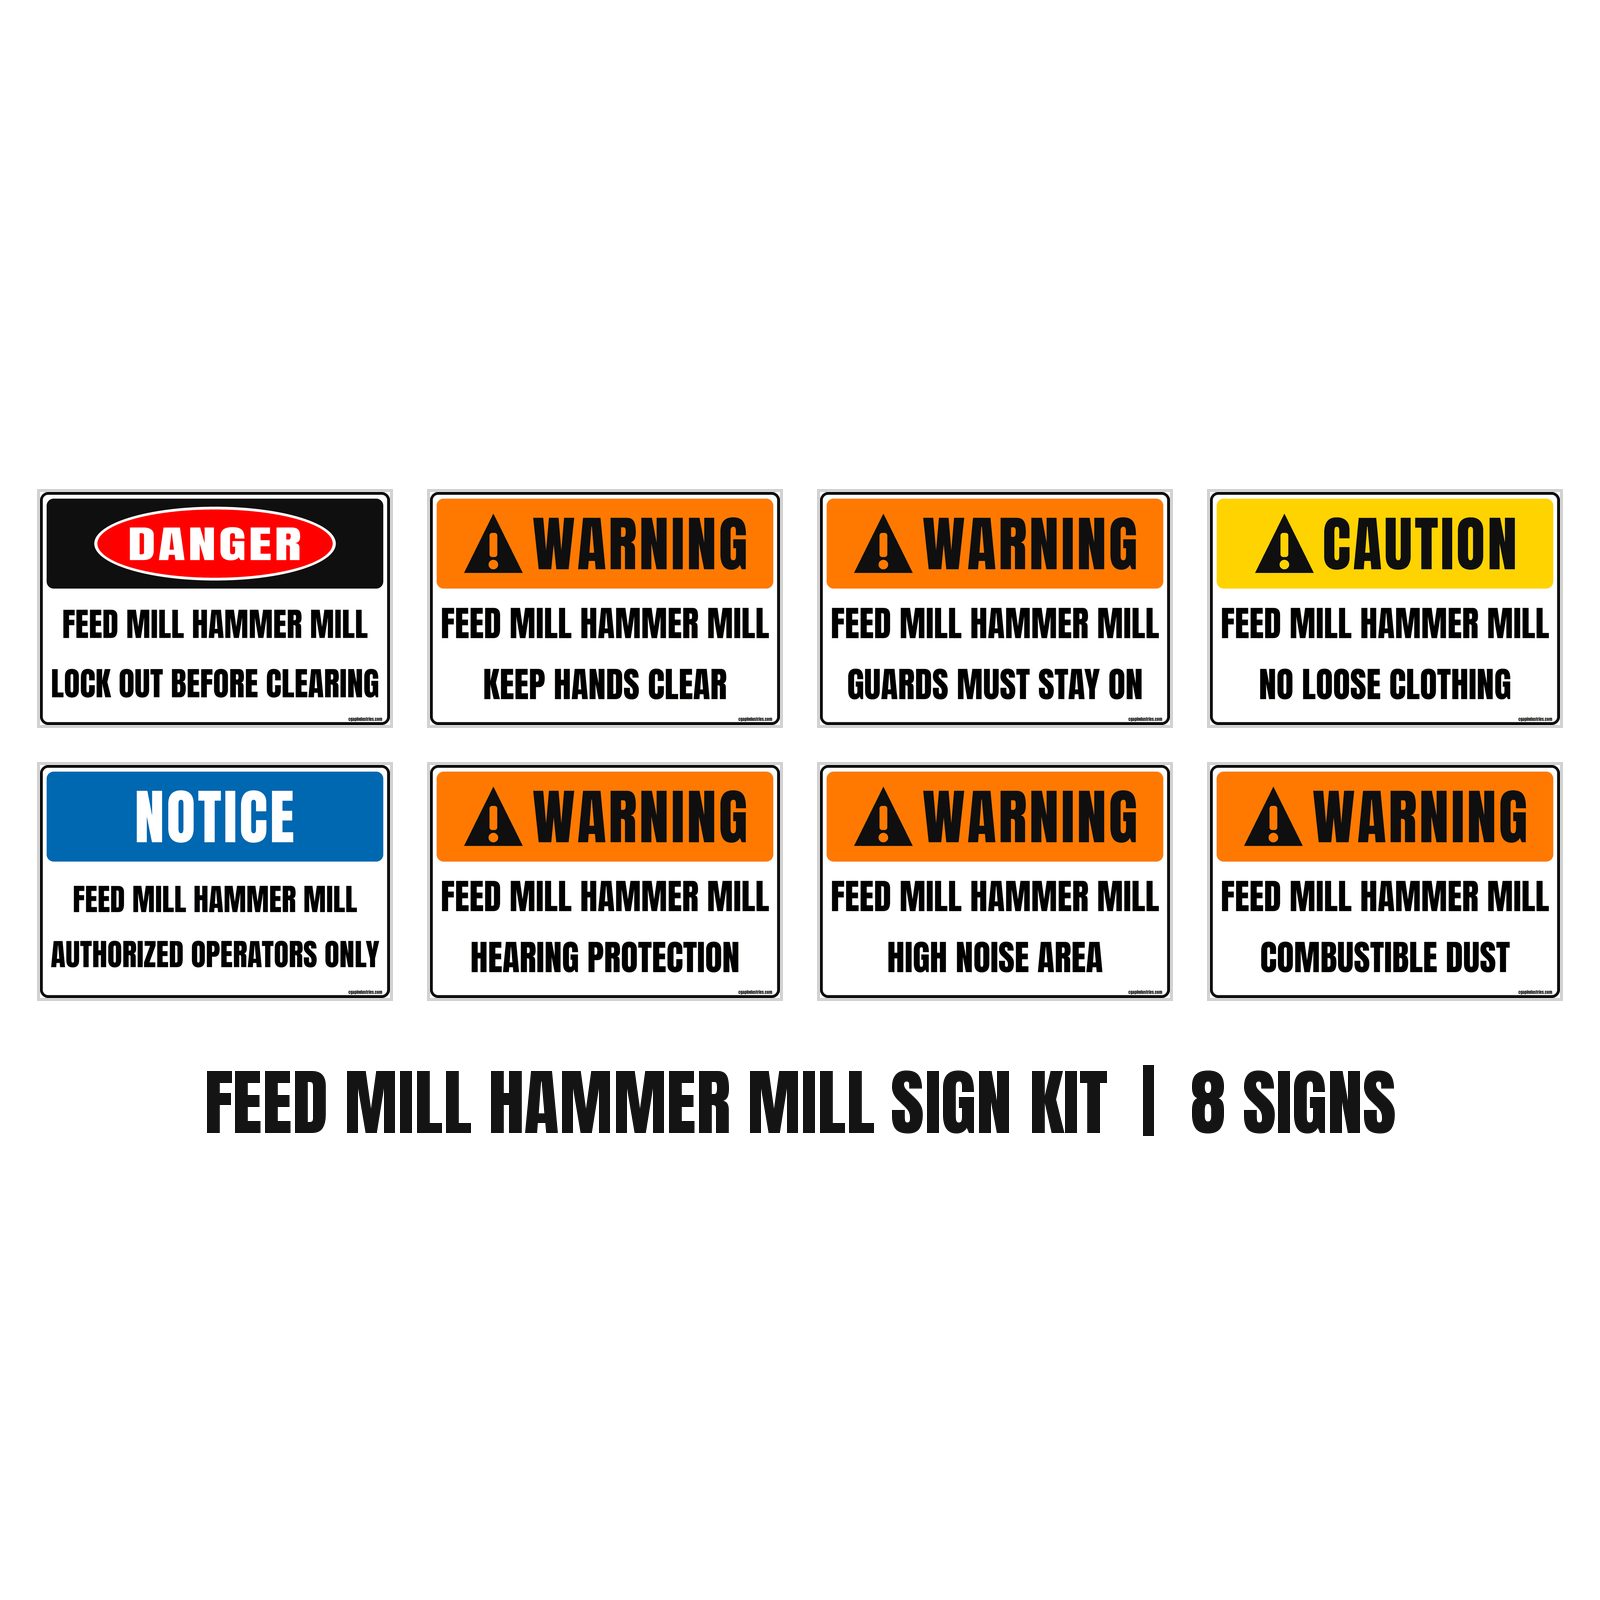 DANGER
FEED MILL HAMMER MILL
LOCK OUT BEFORE CLEARING
cgaphindustries.com
WARNING
FEED MILL HAMMER MILL
KEEP HANDS CLEAR
WARNING
FEED MILL HAMMER MILL
GUARDS MUST STAY ON
CAUTION
FEED MILL HAMMER MILL
NO LOOSE CLOTHING
NOTICE
FEED MILL HAMMER MILL
AUTHORIZED OPERATORS ONLY
WARNING
FEED MILL HAMMER MILL
HEARING PROTECTION
WARNING
FEED MILL HAMMER MILL
HIGH NOISE AREA
WARNING
FEED MILL HAMMER MILL
COMBUSTIBLE DUST
FEED MILL HAMMER MILL SIGN KIT | 8 SIGNS